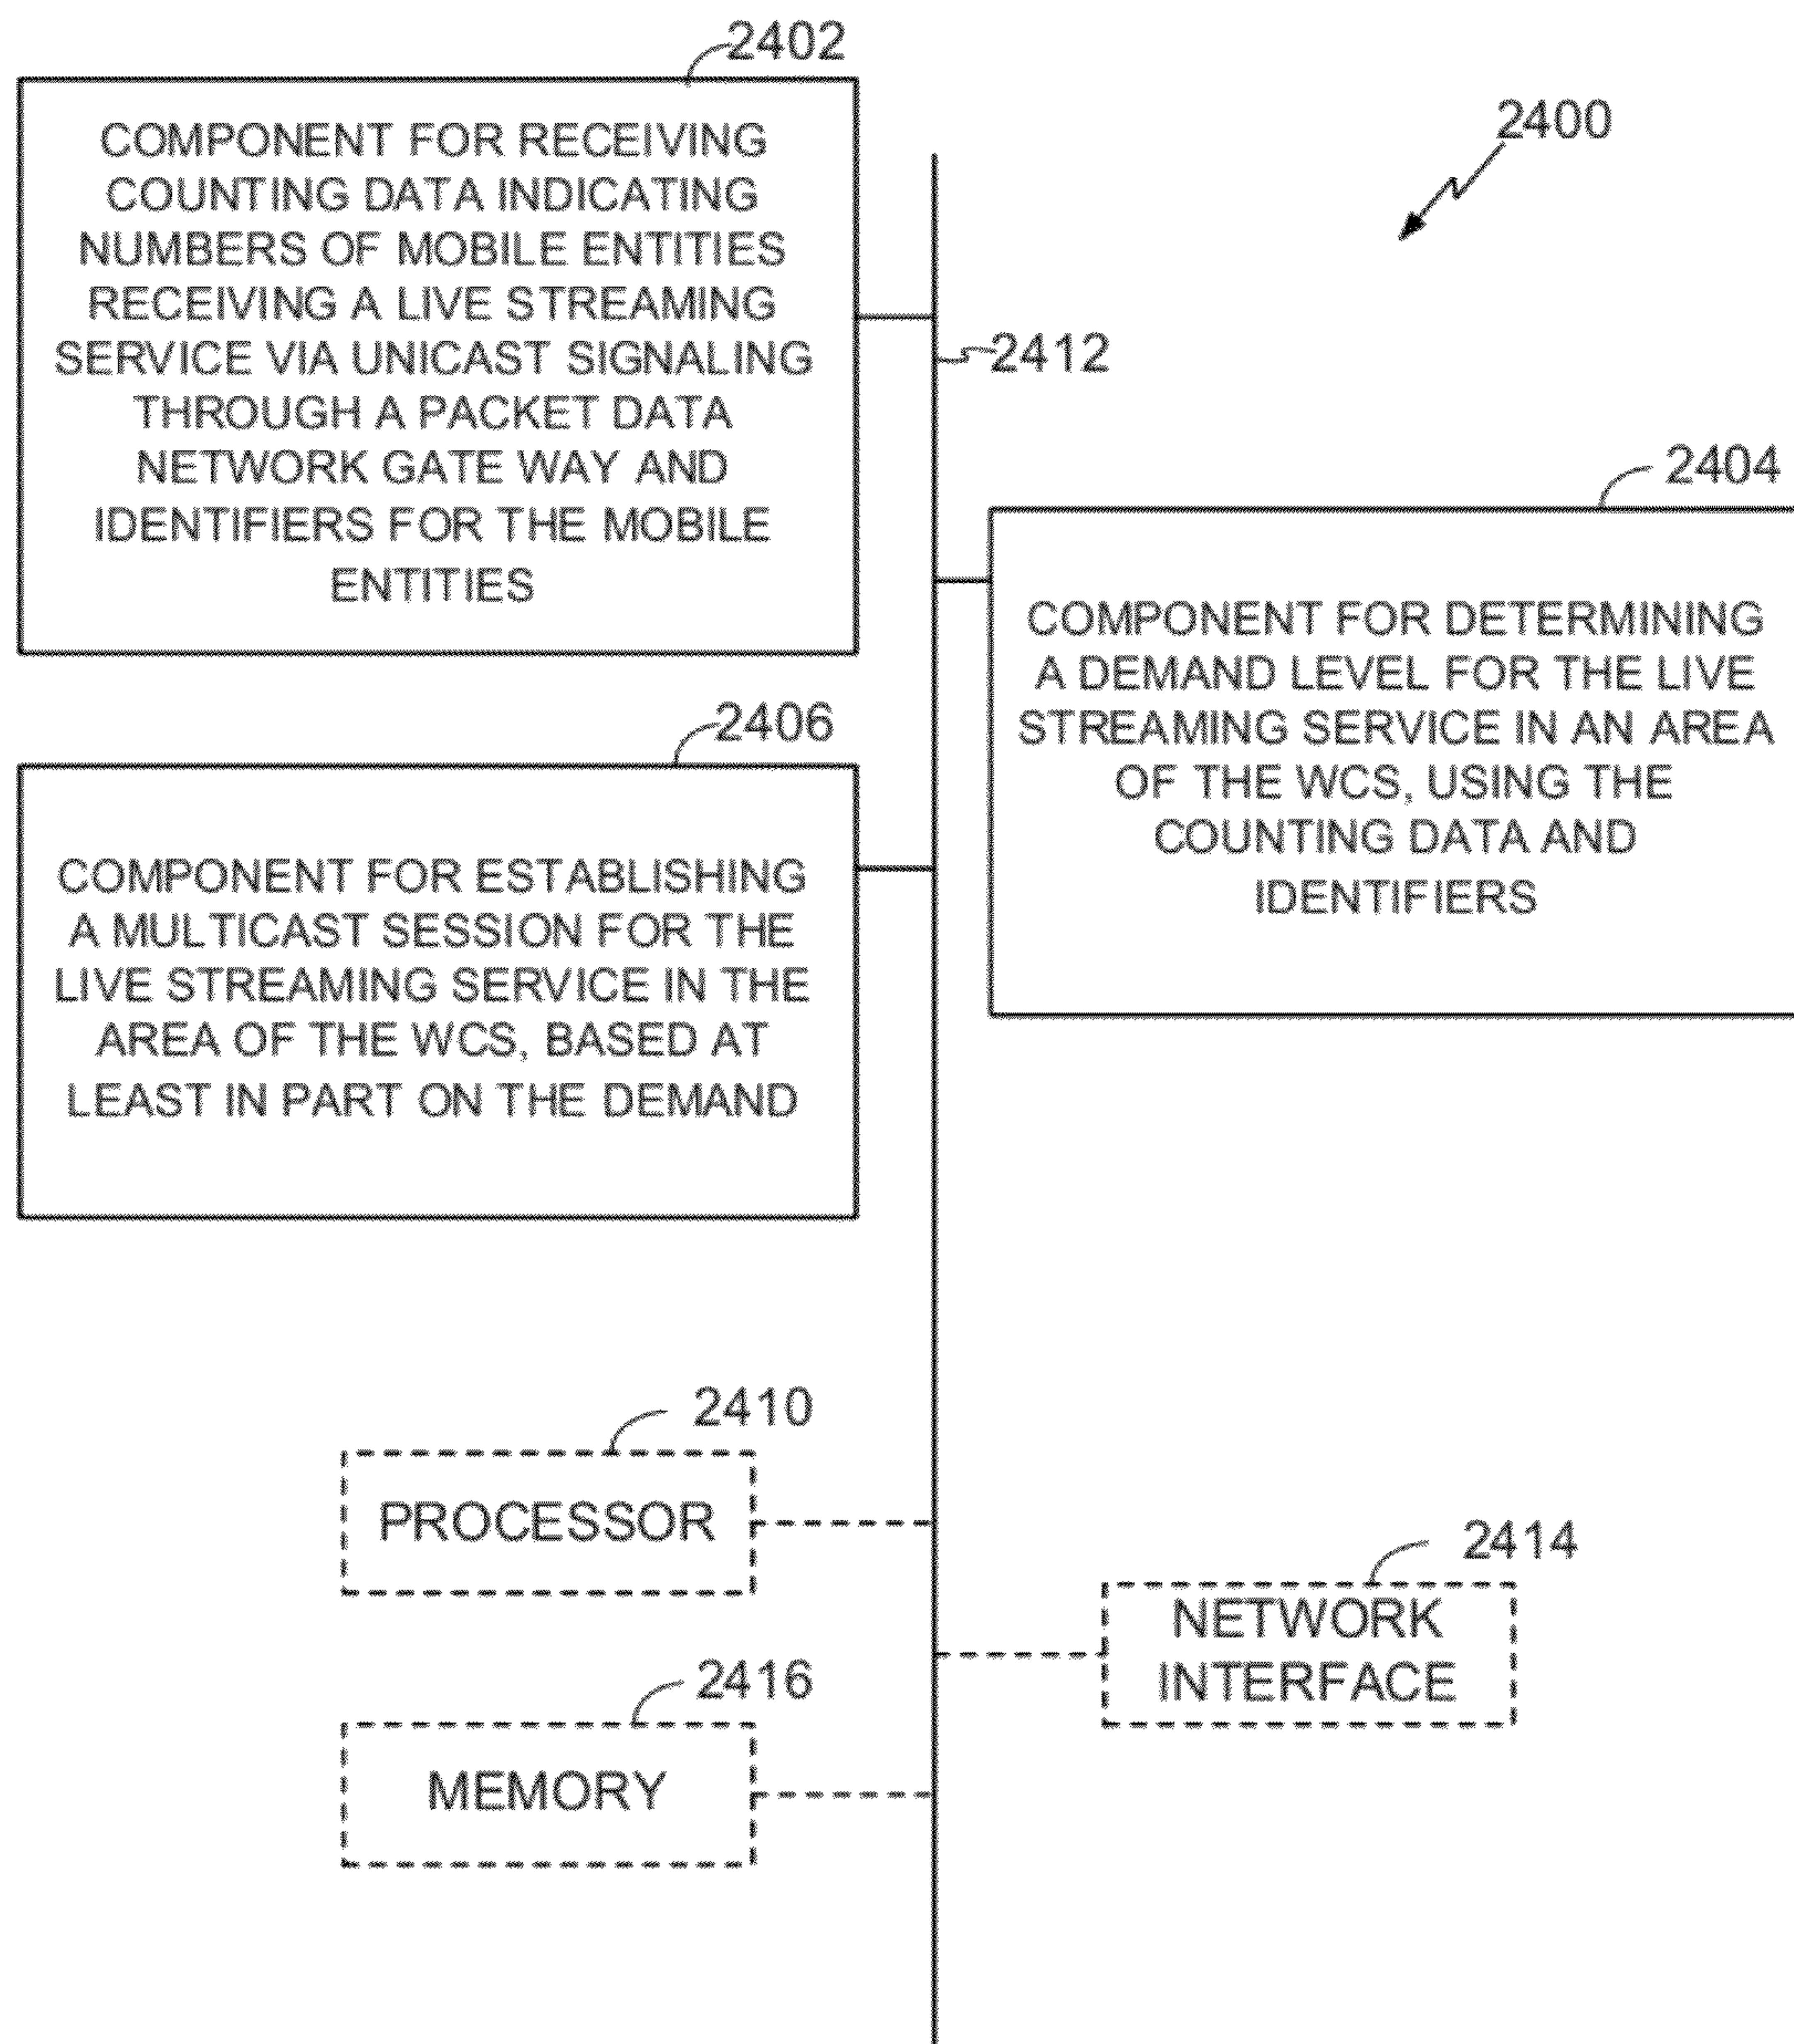 2402
COMPONENT FOR RECEIVING
COUNTING DATA INDICATING
NUMBERS OF MOBILE ENTITIES
RECEIVING A LIVE STREAMING
SERVICE VIA UNICAST SIGNALING
THROUGH A PACKET DATA
NETWORK GATE WAY AND
IDENTIFIERS FOR THE MOBILE
ENTITIES
2400
2412
2404
COMPONENT FOR DETERMINING
A DEMAND LEVEL FOR THE LIVE
STREAMING SERVICE IN AN AREA
OF THE WCS, USING THE
COUNTING DATA AND
IDENTIFIERS
2406
COMPONENT FOR ESTABLISHING
A MULTICAST SESSION FOR THE
LIVE STREAMING SERVICE IN THE
AREA OF THE WCS, BASED AT
LEAST IN PART ON THE DEMAND
2410
PROCESSOR
2414
NETWORK
INTERFACE
2416
MEMORY